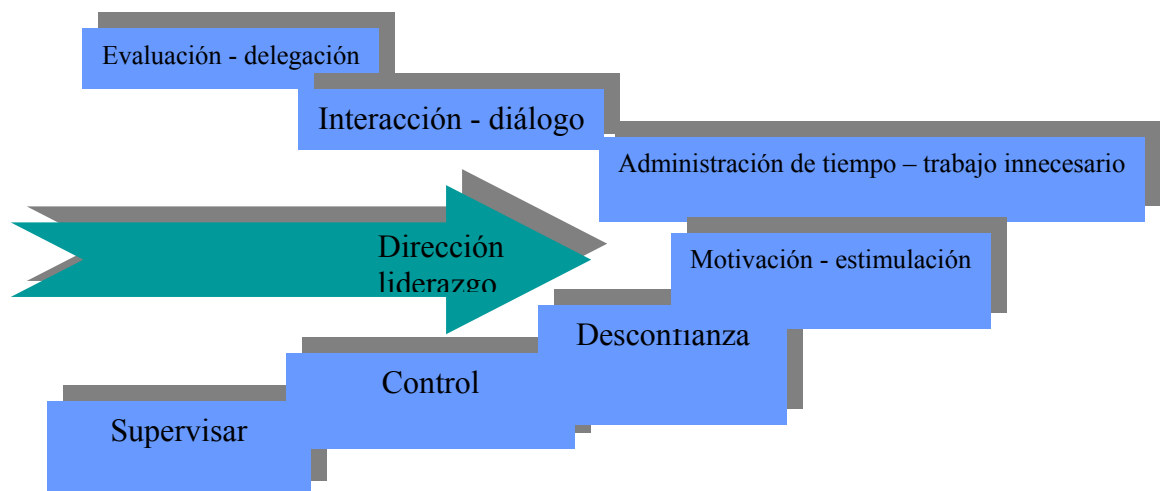 Evaluación - delegación
Interacción - diálogo
Administración de tiempo – trabajo innecesario
Dirección
liderazgo
Motivación - estimulación
Desconfianza
Control
Supervisar